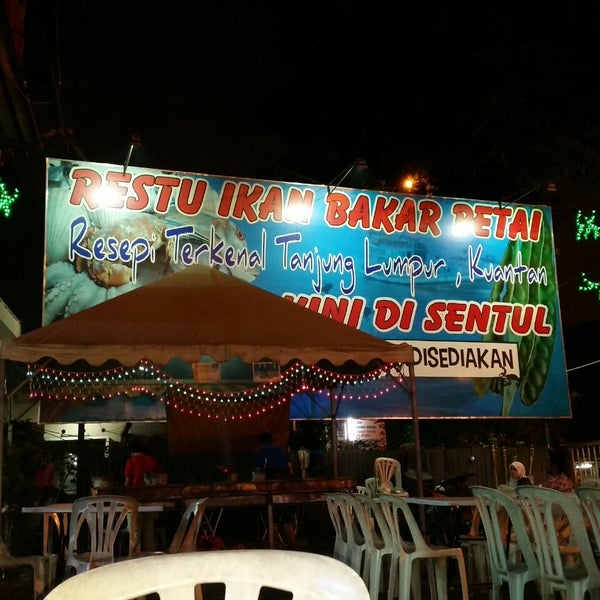 RESTU IKAN BAKAR PETAI
Resepi Terkenal Tanjung Lumpur, Kuantan
KINI DI SENTUL
DISEDIAKAN